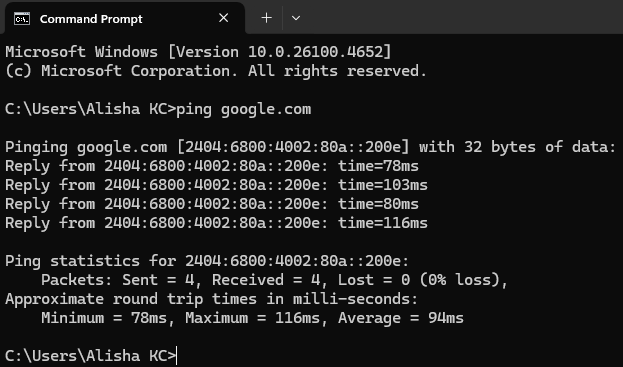 Command Prompt
Microsoft Windows [Version 10.0.26100.4652]
(c) Microsoft Corporation. All rights reserved.
C:\Users\Alisha KC>ping google.com
Pinging google.com [2404:6800:4002:80a::200e] with 32 bytes of data:
Reply from 2404:6800:4002:80a::200e: time=78ms
Reply from 2404:6800:4002:80a::200e: time=103ms
Reply from 2404:6800:4002:80a::200e: time=80ms
Reply from 2404:6800:4002:80a::200e: time=116ms
Ping statistics for 2404:6800:4002:80a::200e:
    Packets: Sent = 4, Received = 4, Lost = 0 (0% loss),
Approximate round trip times in milli-seconds:
    Minimum = 78ms, Maximum = 116ms, Average = 94ms
C:\Users\Alisha KC>